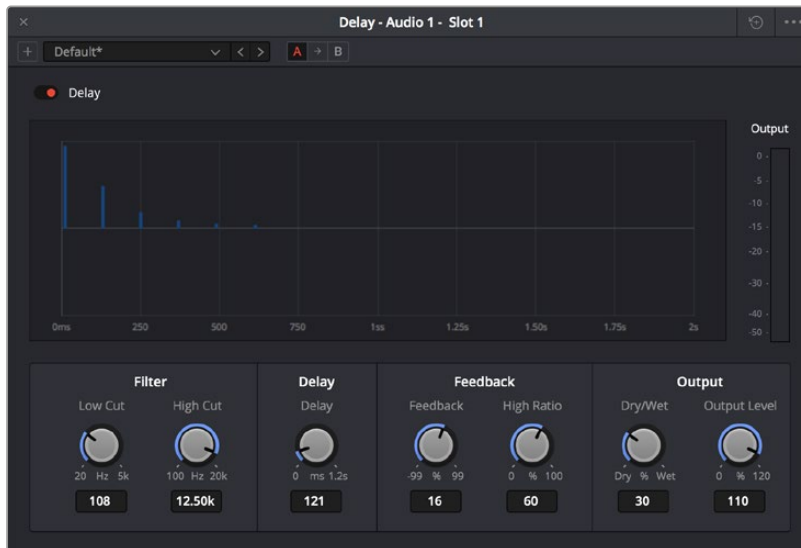 Delay - Audio 1 - Slot 1
Default*
A
B
Delay
Output
0 -
-5 -
-10 -
-15 -
-20 -
-30 -
-40 -
-50 -
0ms 250 500 750 1ss 1.25s 1.50s 1.75s 2s
Filter Delay Feedback Output
Low Cut High Cut Delay Feedback High Ratio Dry/Wet Output Level
20 Hz 5k 100 Hz 20k 0 ms 1.2s -99 % 99 0 % 100 Dry % Wet 0 % 120
108 12.50k 121 16 60 30 110